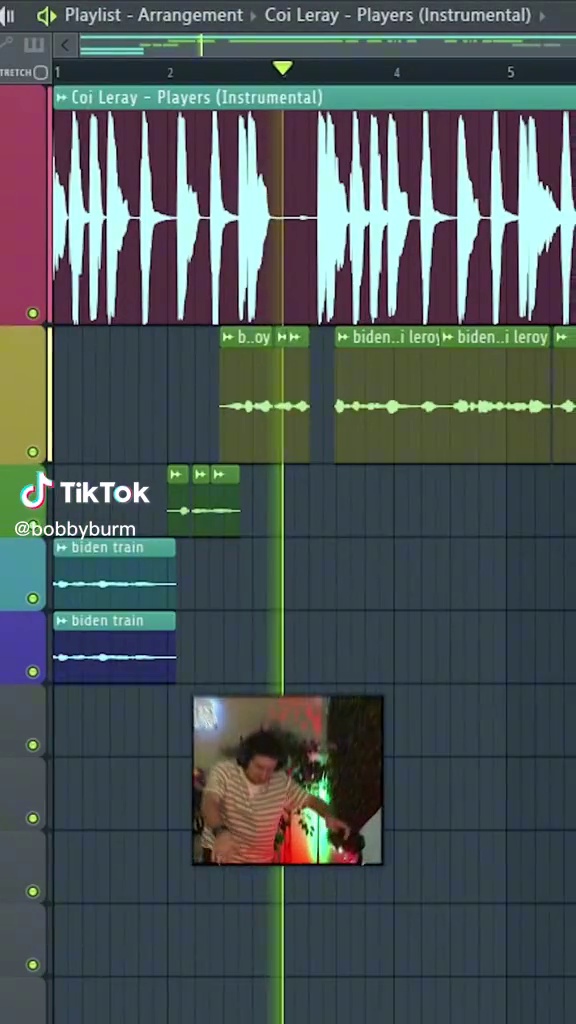 Playlist - Arrangement › Coi Leray - Players (Instrumental) ›
TRETCH
1 2 4 5
Coi Leray - Players (Instrumental)
b..oy
biden..i leroy
biden..i leroy
TikTok
@bobbyburm
biden train
biden train